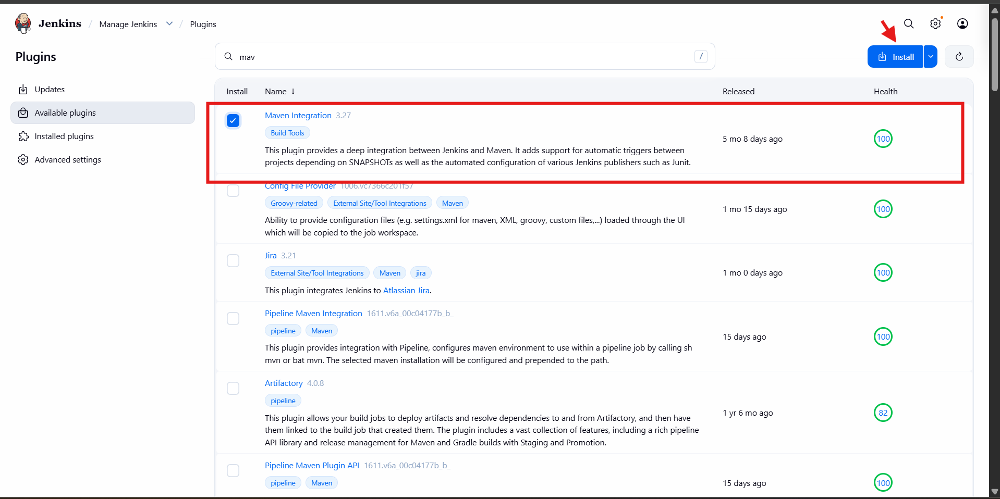 Jenkins / Manage Jenkins / Plugins
Plugins
mav /
Install
Updates
Available plugins
Installed plugins
Advanced settings
Install Name ↓ Released Health
Maven Integration 3.27
Build Tools
This plugin provides a deep integration between Jenkins and Maven. It adds support for automatic triggers between
projects depending on SNAPSHOTs as well as the automated configuration of various Jenkins publishers such as Junit.
5 mo 8 days ago
100
Config File Provider 1006.vc7366c201f57
Groovy-related External Site/Tool Integrations Maven
Ability to provide configuration files (e.g. settings.xml for maven, XML, groovy, custom files,...) loaded through the UI
which will be copied to the job workspace.
1 mo 15 days ago
100
Jira 3.21
External Site/Tool Integrations Maven jira
This plugin integrates Jenkins to Atlassian Jira.
1 mo 0 days ago
100
Pipeline Maven Integration 1611.v6a_00c04177b_b_
pipeline Maven
This plugin provides integration with Pipeline, configures maven environment to use within a pipeline job by calling sh
mvn or bat mvn. The selected maven installation will be configured and prepended to the path.
15 days ago
100
Artifactory 4.0.8
pipeline
This plugin allows your build jobs to deploy artifacts and resolve dependencies to and from Artifactory, and then have
them linked to the build job that created them. The plugin includes a vast collection of features, including a rich pipeline
API library and release management for Maven and Gradle builds with Staging and Promotion.
1 yr 6 mo ago
82
Pipeline Maven Plugin API 1611.v6a_00c04177b_b_
pipeline Maven
15 days ago
100